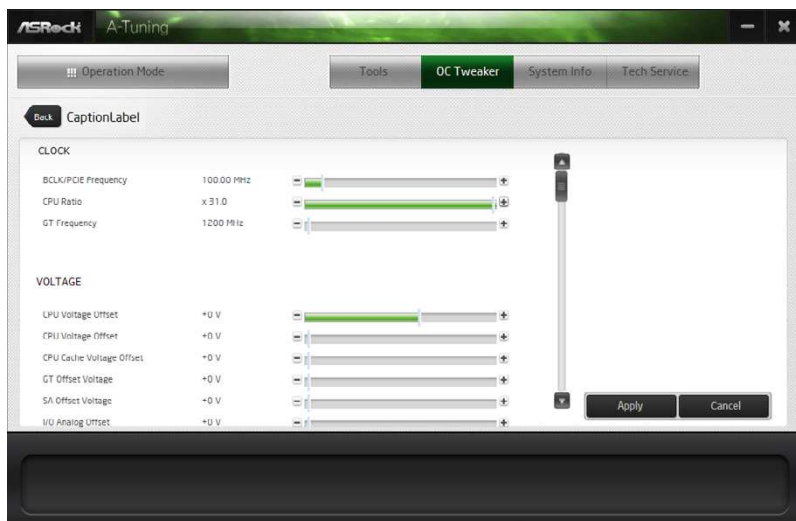 ASRock A-Tuning
Operation Mode Tools OC Tweaker System Info Tech Service
Back CaptionLabel
CLOCK
BCLK/PCIE Frequency 100.00 MHz
CPU Ratio x 31.0
GT Frequency 1200 MHz
VOLTAGE
CPU Voltage Offset +0 V
CPU Voltage Offset +0 V
CPU Cache Voltage Offset +0 V
GT Offset Voltage +0 V
SA Offset Voltage +0 V
I/O Analog Offset +0 V
Apply Cancel